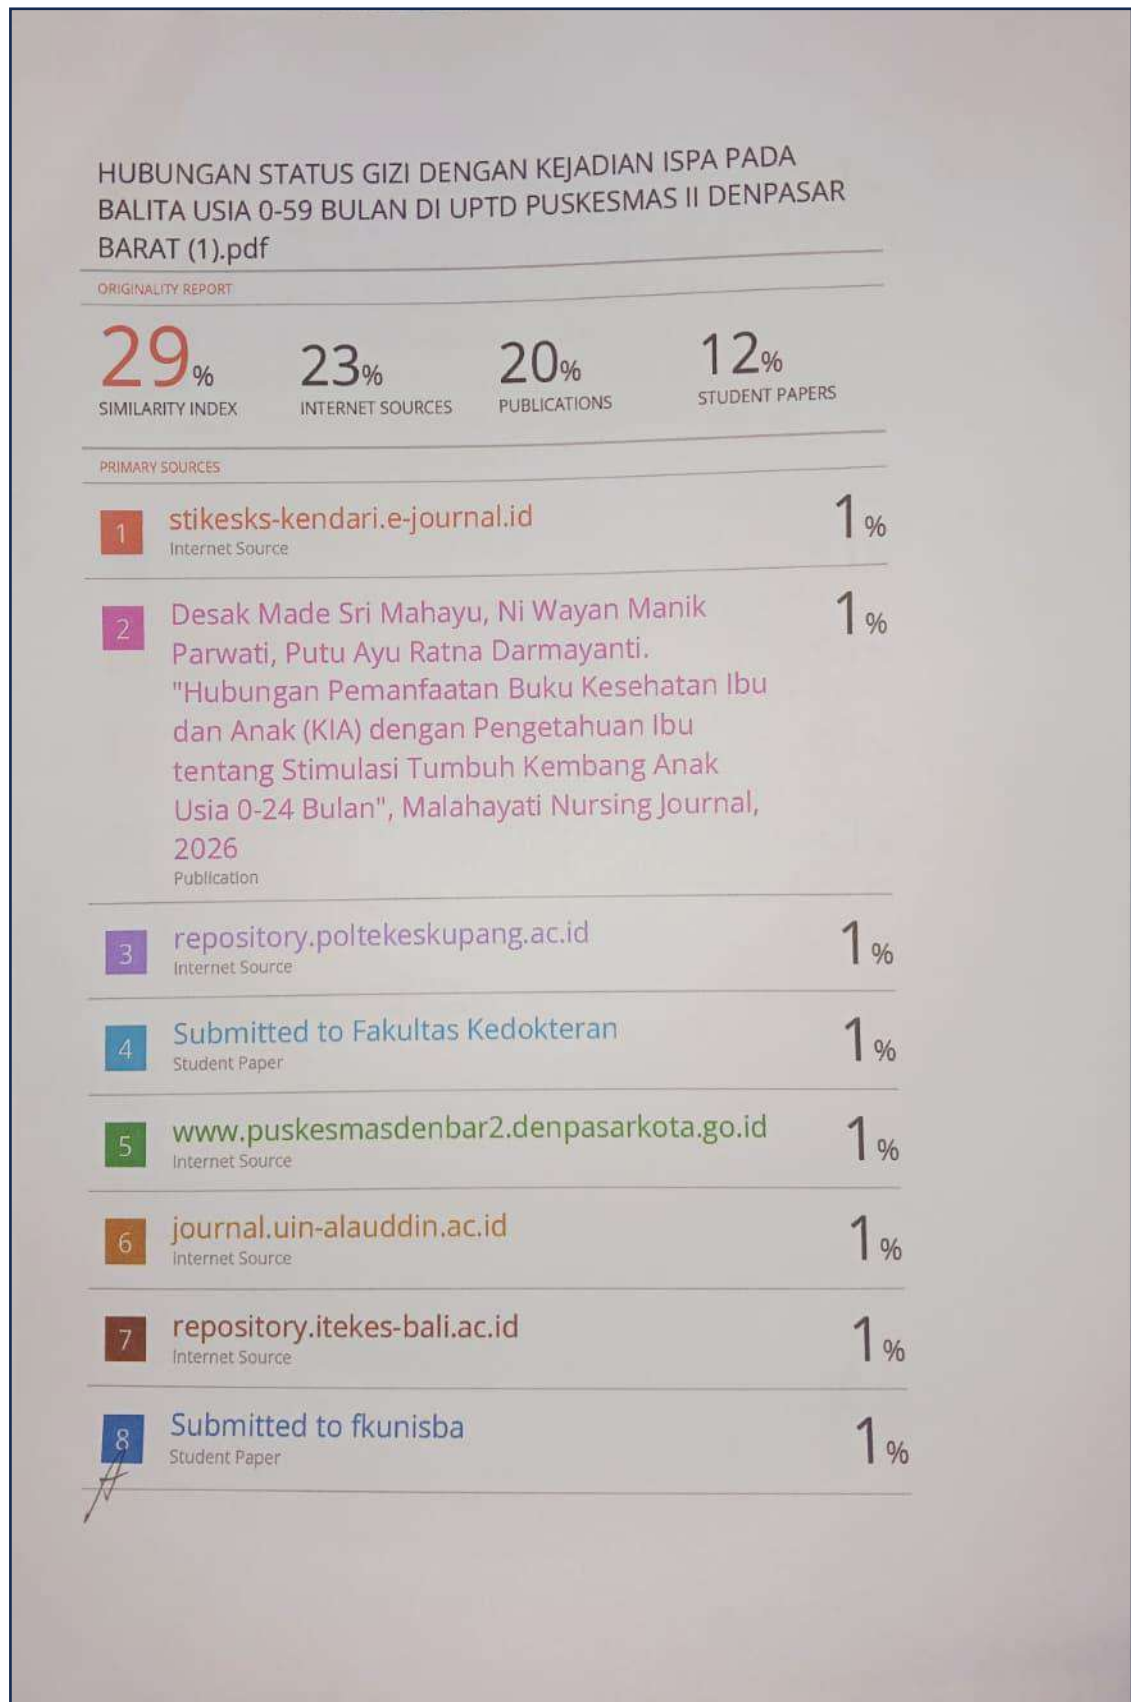 HUBUNGAN STATUS GIZI DENGAN KEJADIAN ISPA PADA
BALITA USIA 0-59 BULAN DI UPTD PUSKESMAS II DENPASAR
BARAT (1).pdf
ORIGINALITY REPORT
29% 23% 20% 12%
SIMILARITY INDEX INTERNET SOURCES PUBLICATIONS STUDENT PAPERS
PRIMARY SOURCES
1 stikesks-kendari.e-journal.id 1%
Internet Source
2 Desak Made Sri Mahayu, Ni Wayan Manik 1%
Parwati, Putu Ayu Ratna Darmayanti.
"Hubungan Pemanfaatan Buku Kesehatan Ibu
dan Anak (KIA) dengan Pengetahuan Ibu
tentang Stimulasi Tumbuh Kembang Anak
Usia 0-24 Bulan", Malahayati Nursing Journal,
2026
Publication
3 repository.poltekeskupang.ac.id 1%
Internet Source
4 Submitted to Fakultas Kedokteran 1%
Student Paper
5 www.puskesmasdenbar2.denpasarkota.go.id 1%
Internet Source
6 journal.uin-alauddin.ac.id 1%
Internet Source
7 repository.itekes-bali.ac.id 1%
Internet Source
8 Submitted to fkunisba 1%
Student Paper